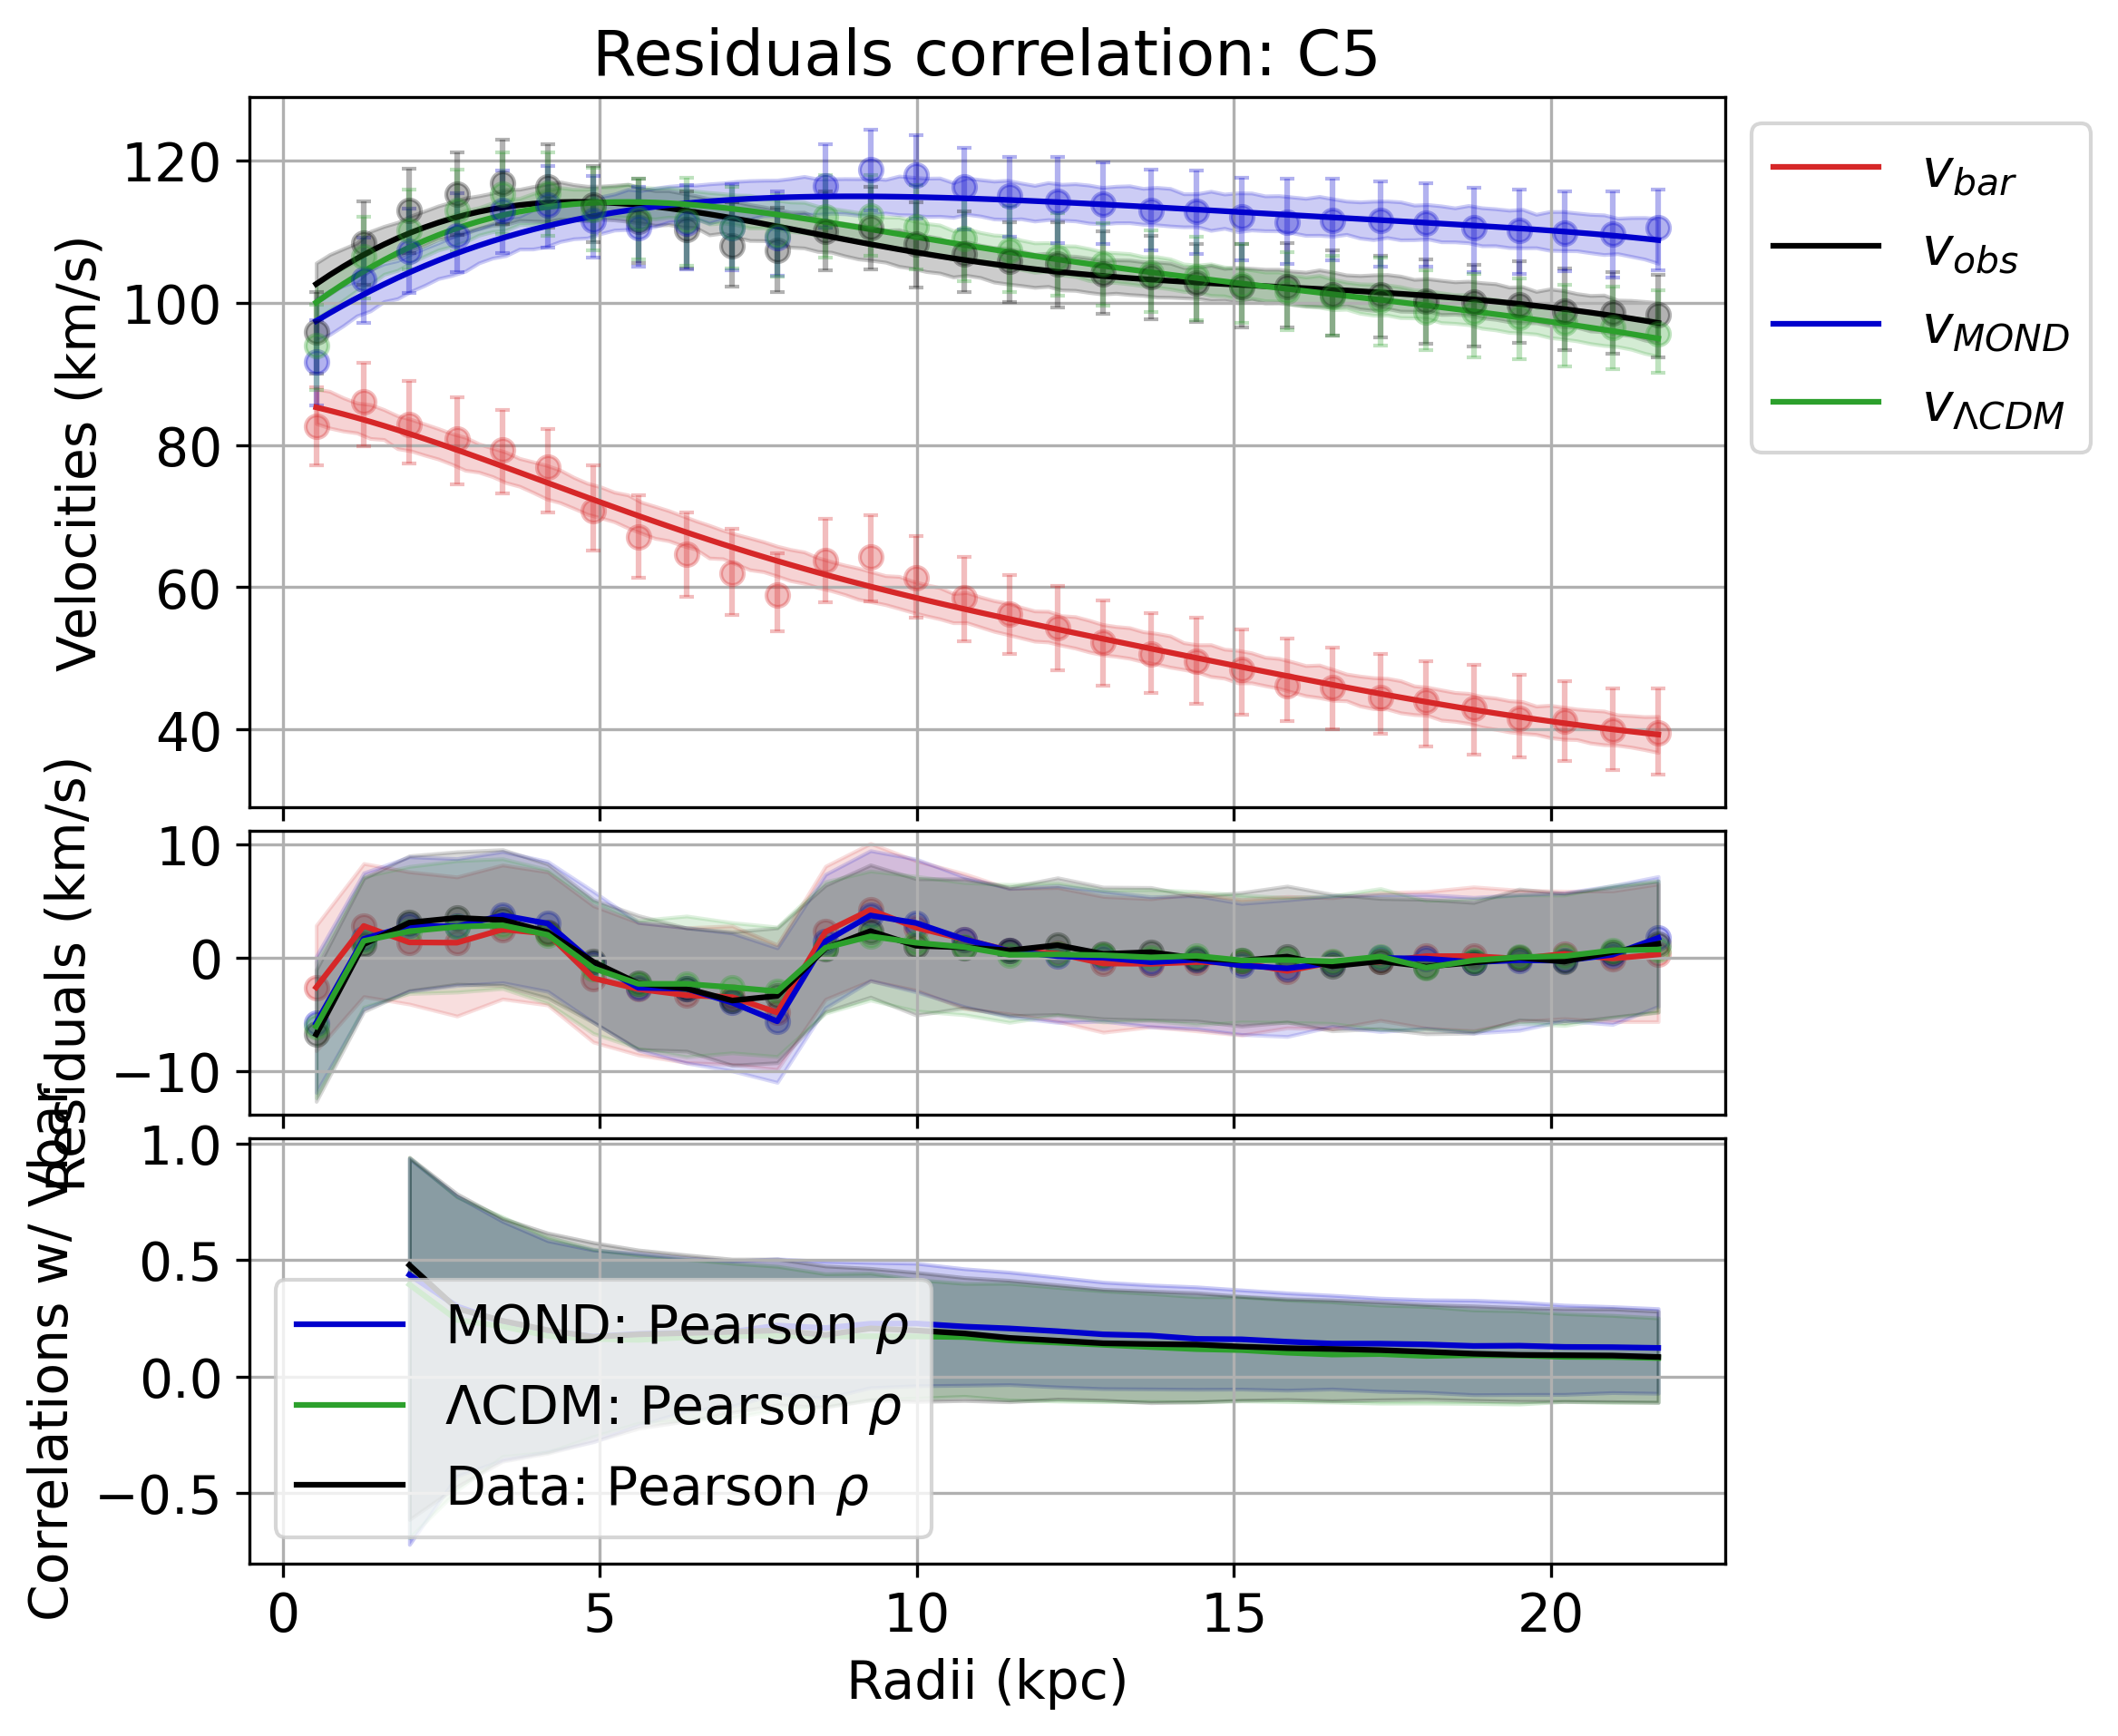 Residuals correlation: C5
Velocities (km/s)
120
100
80
60
40
v_bar
v_obs
v_MOND
v_ΛCDM
Residuals (km/s)
10
0
−10
Correlations w/ Vbar
1.0
0.5
0.0
−0.5
MOND: Pearson ρ
ΛCDM: Pearson ρ
Data: Pearson ρ
0 5 10 15 20
Radii (kpc)